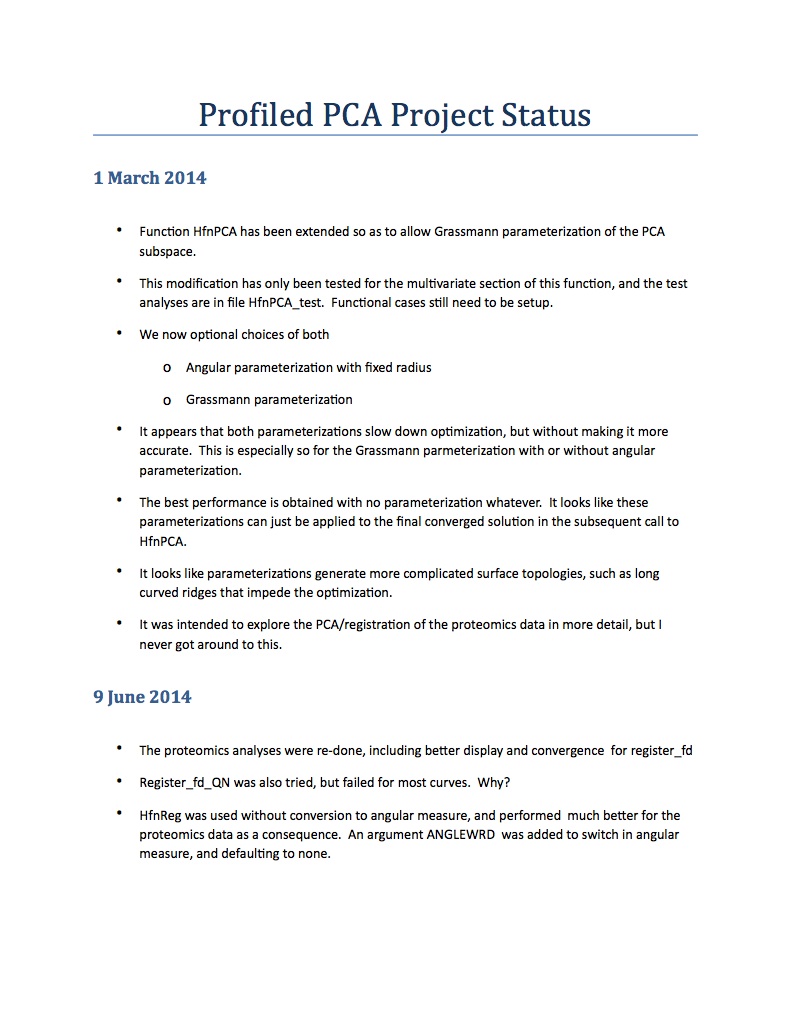 Profiled PCA Project Status
1 March 2014
• Function HfnPCA has been extended so as to allow Grassmann parameterization of the PCA
subspace.
• This modification has only been tested for the multivariate section of this function, and the test
analyses are in file HfnPCA_test.  Functional cases still need to be setup.
• We now optional choices of both
o Angular parameterization with fixed radius
o Grassmann parameterization
• It appears that both parameterizations slow down optimization, but without making it more
accurate.  This is especially so for the Grassmann parmeterization with or without angular
parameterization.
• The best performance is obtained with no parameterization whatever.  It looks like these
parameterizations can just be applied to the final converged solution in the subsequent call to
HfnPCA.
• It looks like parameterizations generate more complicated surface topologies, such as long
curved ridges that impede the optimization.
• It was intended to explore the PCA/registration of the proteomics data in more detail, but I
never got around to this.
9 June 2014
• The proteomics analyses were re-done, including better display and convergence  for register_fd
• Register_fd_QN was also tried, but failed for most curves.  Why?
• HfnReg was used without conversion to angular measure, and performed  much better for the
proteomics data as a consequence.  An argument ANGLEWRD  was added to switch in angular
measure, and defaulting to none.